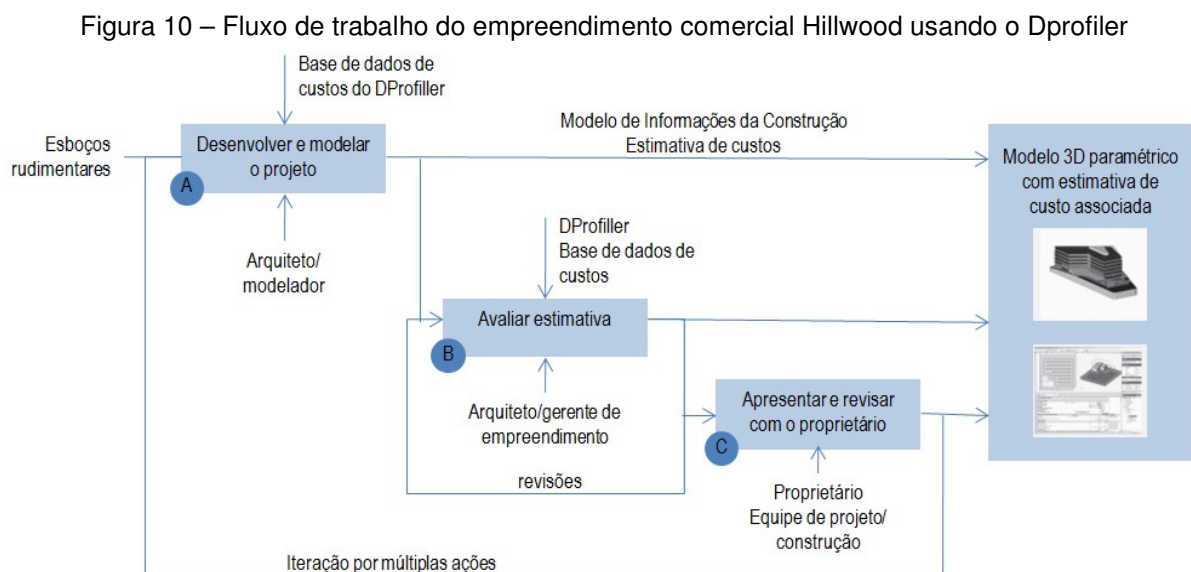 Figura 10 – Fluxo de trabalho do empreendimento comercial Hillwood usando o Dprofiler
Base de dados de
custos do DProfiller
Esboços
rudimentares
Desenvolver e modelar
o projeto
A
Arquiteto/
modelador
Modelo de Informações da Construção
Estimativa de custos
Modelo 3D paramétrico
com estimativa de
custo associada
DProfiller
Base de dados de
custos
Avaliar estimativa
B
Arquiteto/gerente de
empreendimento
revisões
Apresentar e revisar
com o proprietário
C
Proprietário
Equipe de projeto/
construção
Iteração por múltiplas ações